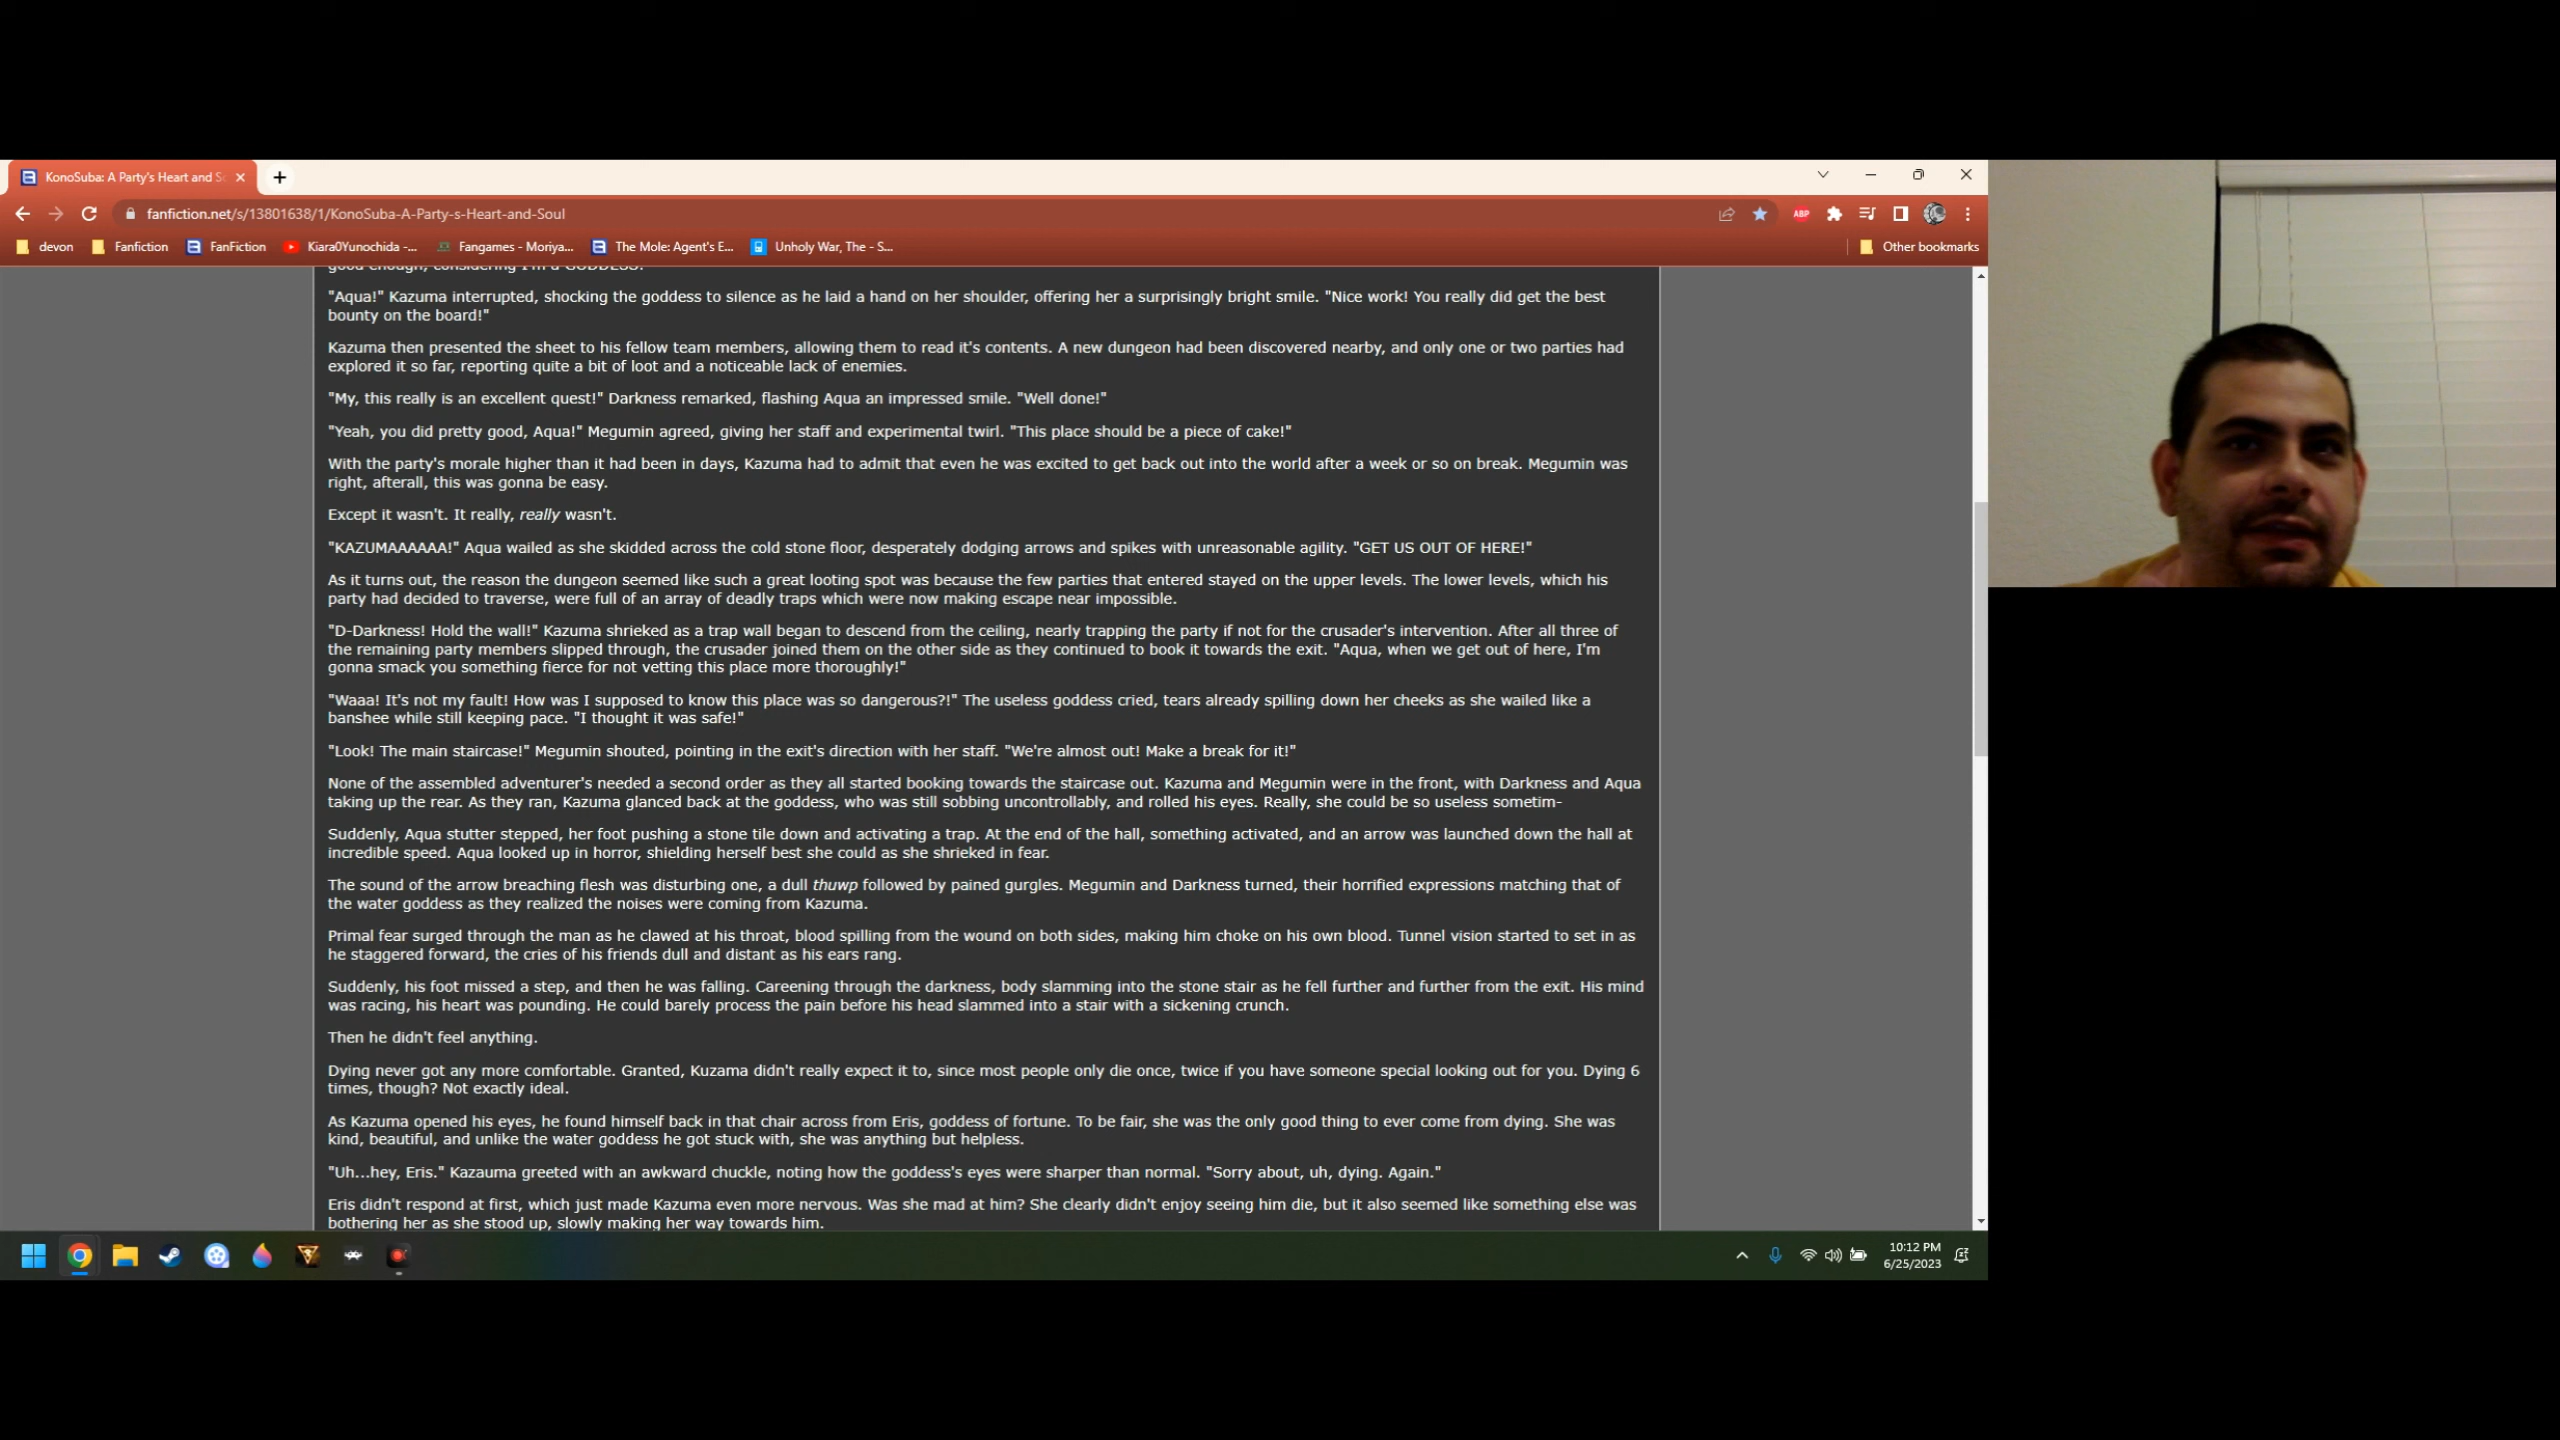 KonoSuba: A Party's Heart and S
fanfiction.net/s/13801638/1/KonoSuba-A-Party-s-Heart-and-Soul
ABP
devon
Fanfiction
FanFiction
Kiara0Yunochida -...
Fangames - Moriya...
The Mole: Agent's E...
Unholy War, The - S...
Other bookmarks
good enough, considering I'm a GODDESS!
"Aqua!" Kazuma interrupted, shocking the goddess to silence as he laid a hand on her shoulder, offering her a surprisingly bright smile. "Nice work! You really did get the best
bounty on the board!"
Kazuma then presented the sheet to his fellow team members, allowing them to read it's contents. A new dungeon had been discovered nearby, and only one or two parties had
explored it so far, reporting quite a bit of loot and a noticeable lack of enemies.
"My, this really is an excellent quest!" Darkness remarked, flashing Aqua an impressed smile. "Well done!"
"Yeah, you did pretty good, Aqua!" Megumin agreed, giving her staff and experimental twirl. "This place should be a piece of cake!"
With the party's morale higher than it had been in days, Kazuma had to admit that even he was excited to get back out into the world after a week or so on break. Megumin was
right, afterall, this was gonna be easy.
Except it wasn't. It really, really wasn't.
"KAZUMAAAAAA!" Aqua wailed as she skidded across the cold stone floor, desperately dodging arrows and spikes with unreasonable agility. "GET US OUT OF HERE!"
As it turns out, the reason the dungeon seemed like such a great looting spot was because the few parties that entered stayed on the upper levels. The lower levels, which his
party had decided to traverse, were full of an array of deadly traps which were now making escape near impossible.
"D-Darkness! Hold the wall!" Kazuma shrieked as a trap wall began to descend from the ceiling, nearly trapping the party if not for the crusader's intervention. After all three of
the remaining party members slipped through, the crusader joined them on the other side as they continued to book it towards the exit. "Aqua, when we get out of here, I'm
gonna smack you something fierce for not vetting this place more thoroughly!"
"Waaa! It's not my fault! How was I supposed to know this place was so dangerous?!" The useless goddess cried, tears already spilling down her cheeks as she wailed like a
banshee while still keeping pace. "I thought it was safe!"
"Look! The main staircase!" Megumin shouted, pointing in the exit's direction with her staff. "We're almost out! Make a break for it!"
None of the assembled adventurer's needed a second order as they all started booking towards the staircase out. Kazuma and Megumin were in the front, with Darkness and Aqua
taking up the rear. As they ran, Kazuma glanced back at the goddess, who was still sobbing uncontrollably, and rolled his eyes. Really, she could be so useless sometim-
Suddenly, Aqua stutter stepped, her foot pushing a stone tile down and activating a trap. At the end of the hall, something activated, and an arrow was launched down the hall at
incredible speed. Aqua looked up in horror, shielding herself best she could as she shrieked in fear.
The sound of the arrow breaching flesh was disturbing one, a dull thuwp followed by pained gurgles. Megumin and Darkness turned, their horrified expressions matching that of
the water goddess as they realized the noises were coming from Kazuma.
Primal fear surged through the man as he clawed at his throat, blood spilling from the wound on both sides, making him choke on his own blood. Tunnel vision started to set in as
he staggered forward, the cries of his friends dull and distant as his ears rang.
Suddenly, his foot missed a step, and then he was falling. Careening through the darkness, body slamming into the stone stair as he fell further and further from the exit. His mind
was racing, his heart was pounding. He could barely process the pain before his head slammed into a stair with a sickening crunch.
Then he didn't feel anything.
Dying never got any more comfortable. Granted, Kuzama didn't really expect it to, since most people only die once, twice if you have someone special looking out for you. Dying 6
times, though? Not exactly ideal.
As Kazuma opened his eyes, he found himself back in that chair across from Eris, goddess of fortune. To be fair, she was the only good thing to ever come from dying. She was
kind, beautiful, and unlike the water goddess he got stuck with, she was anything but helpless.
"Uh...hey, Eris." Kazauma greeted with an awkward chuckle, noting how the goddess's eyes were sharper than normal. "Sorry about, uh, dying. Again."
Eris didn't respond at first, which just made Kazuma even more nervous. Was she mad at him? She clearly didn't enjoy seeing him die, but it also seemed like something else was
bothering her as she stood up, slowly making her way towards him.
10:12 PM
6/25/2023